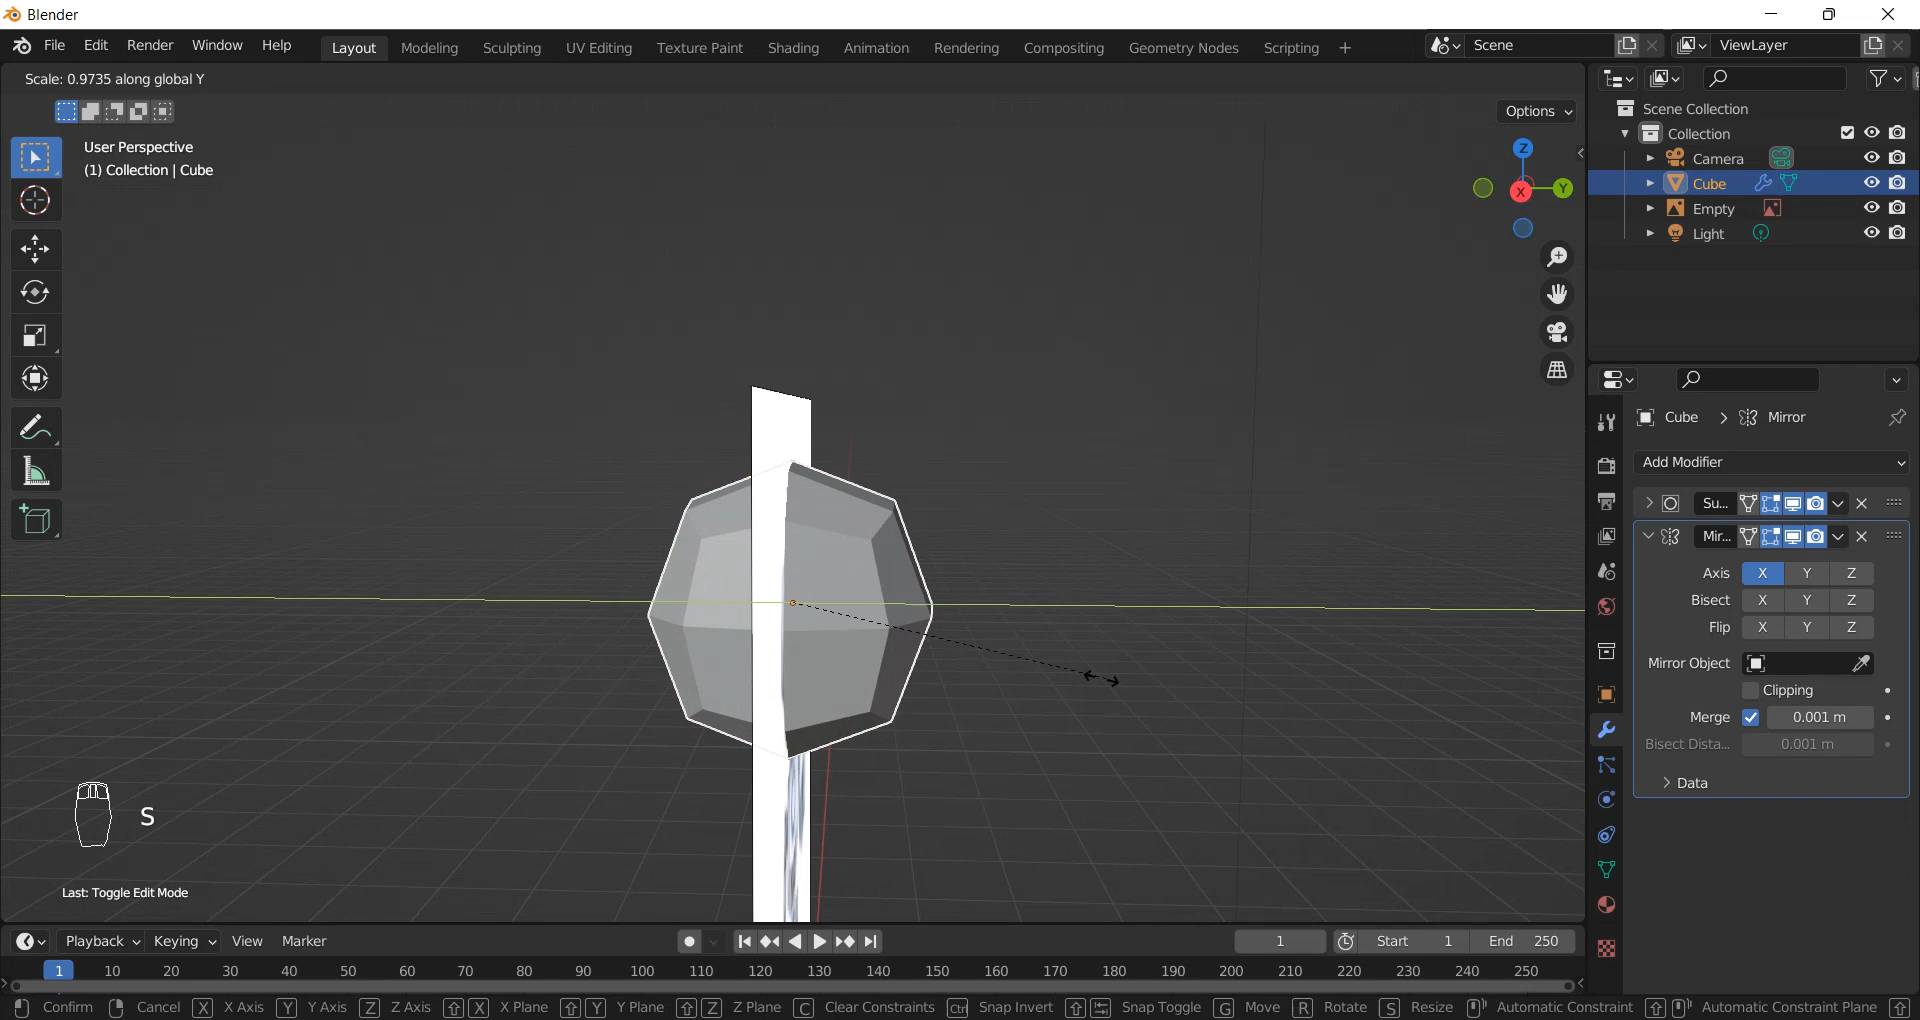 Blender
File Edit Render Window Help Layout Modeling Sculpting UV Editing Texture Paint Shading Animation Rendering Compositing Geometry Nodes Scripting + Scene ViewLayer
Scale: 0.9735 along global Y
Options
User Perspective
(1) Collection | Cube
Z
X
Y
Scene Collection
Collection
Camera
Cube
Empty
Light
Cube > Mirror
Add Modifier
Su...
Mir...
Axis X Y Z
Bisect X Y Z
Flip X Y Z
Mirror Object
Clipping
Merge 0.001 m
Bisect Dista... 0.001 m
Data
S
Last: Toggle Edit Mode
Playback Keying View Marker 1 Start 1 End 250
1 10 20 30 40 50 60 70 80 90 100 110 120 130 140 150 160 170 180 190 200 210 220 230 240 250
Confirm Cancel X X Axis Y Y Axis Z Z Axis X X Plane Y Y Plane Z Z Plane C Clear Constraints Ctrl Snap Invert Snap Toggle G Move R Rotate S Resize Automatic Constraint Automatic Constraint Plane